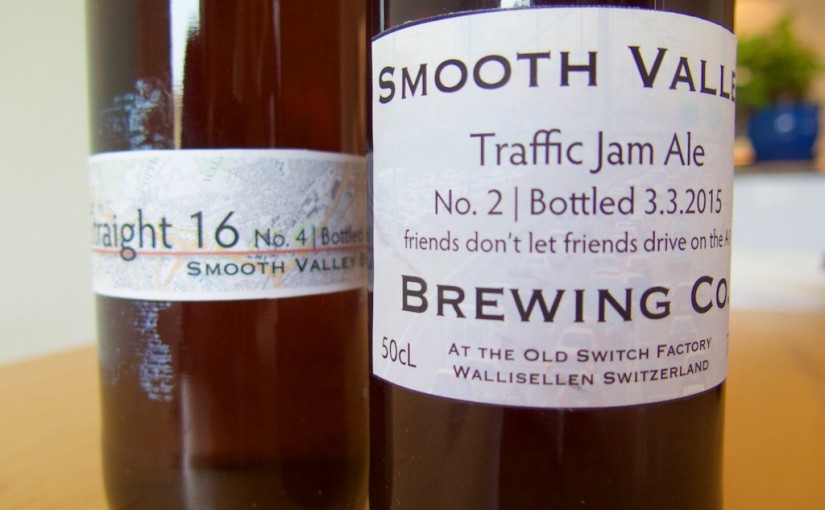 traight 16 No. 4 | Bottled
SMOOTH VALLEY
SMOOTH VALLE
Traffic Jam Ale
No. 2 | Bottled 3.3.2015
friends don't let friends drive on the A
BREWING CO.
50cL
AT THE OLD SWITCH FACTORY
WALLISELLEN SWITZERLAND